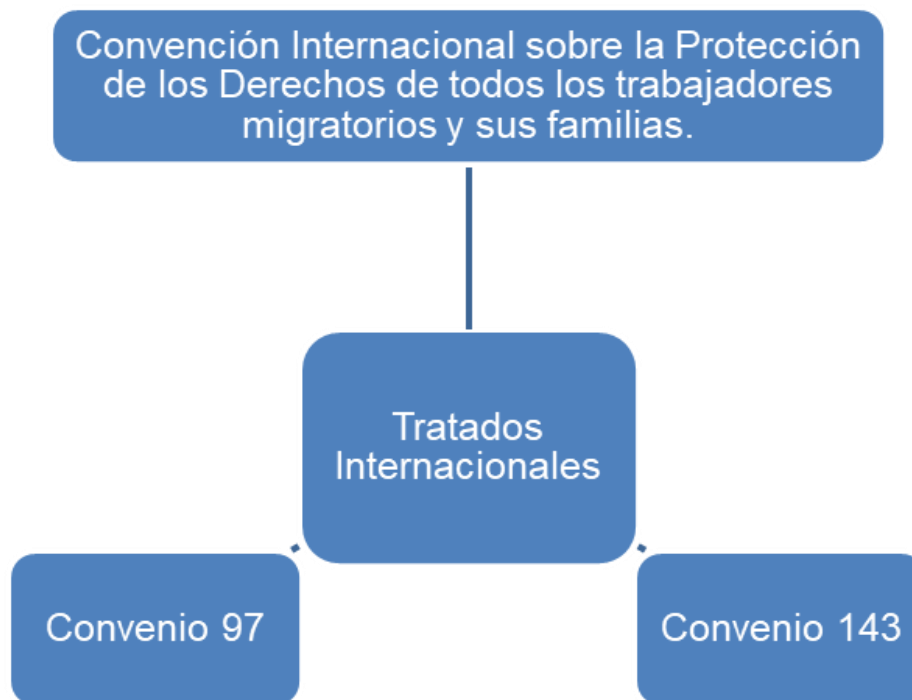 Convención Internacional sobre la Protección
de los Derechos de todos los trabajadores
migratorios y sus familias.
Tratados
Internacionales
Convenio 97
Convenio 143